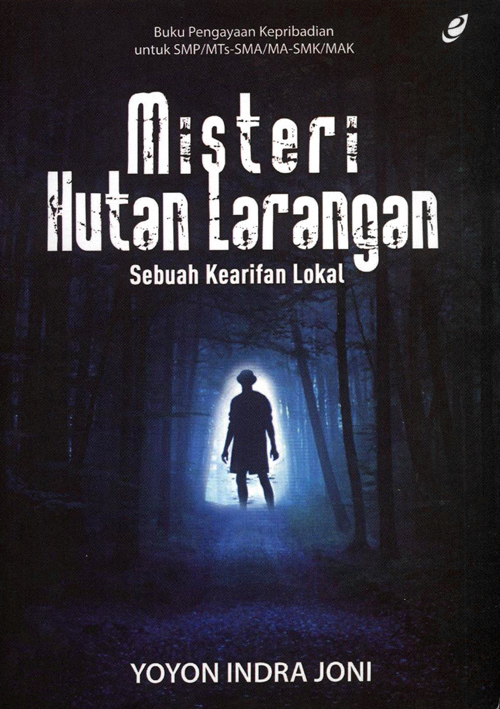 Buku Pengayaan Kepribadian
untuk SMP/MTs-SMA/MA-SMK/MAK
Misteri
Hutan Larangan
Sebuah Kearifan Lokal
YOYON INDRA JONI